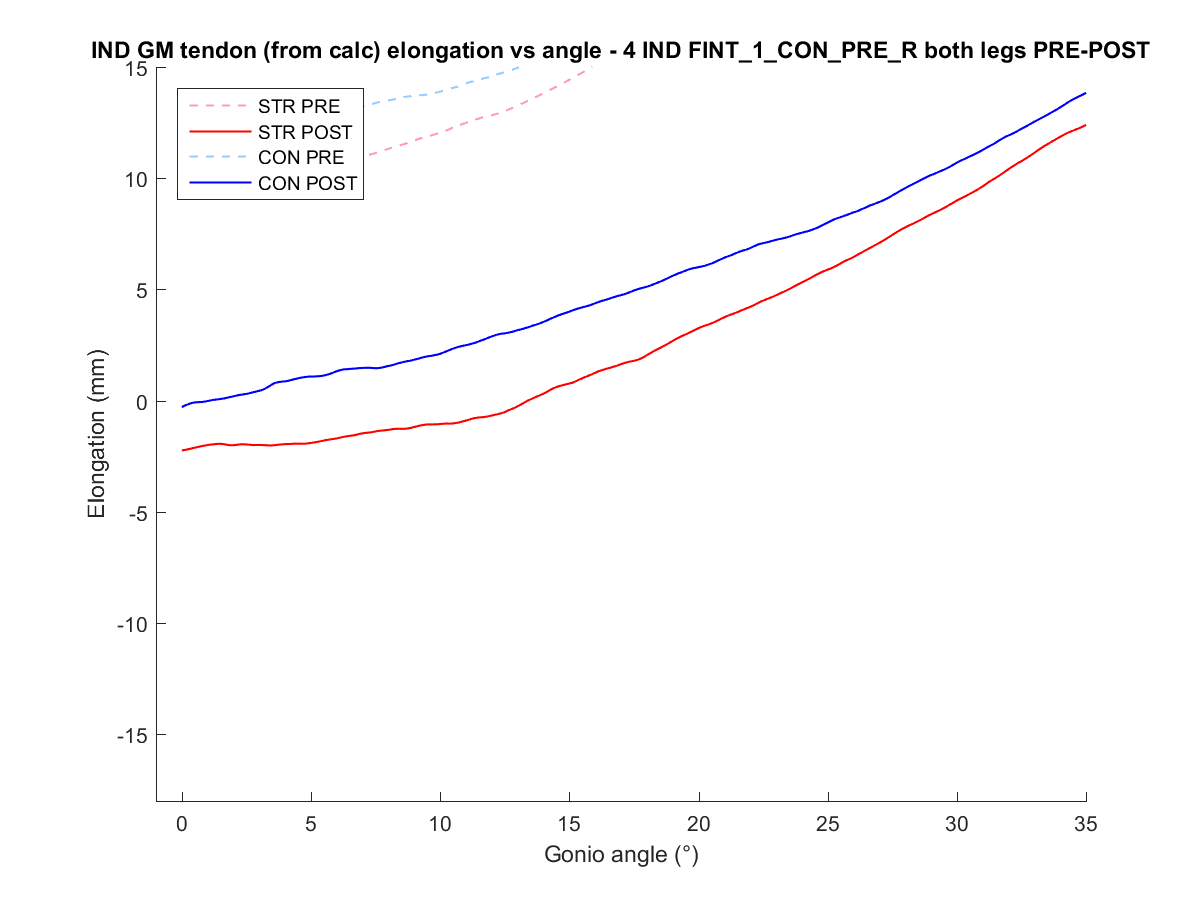 IND GM tendon (from calc) elongation vs angle - 4 IND FINT_1_CON_PRE_R both legs PRE-POST
STR PRE
STR POST
CON PRE
CON POST
15
10
5
0
-5
-10
-15
Elongation (mm)
0 5 10 15 20 25 30 35
Gonio angle (°)